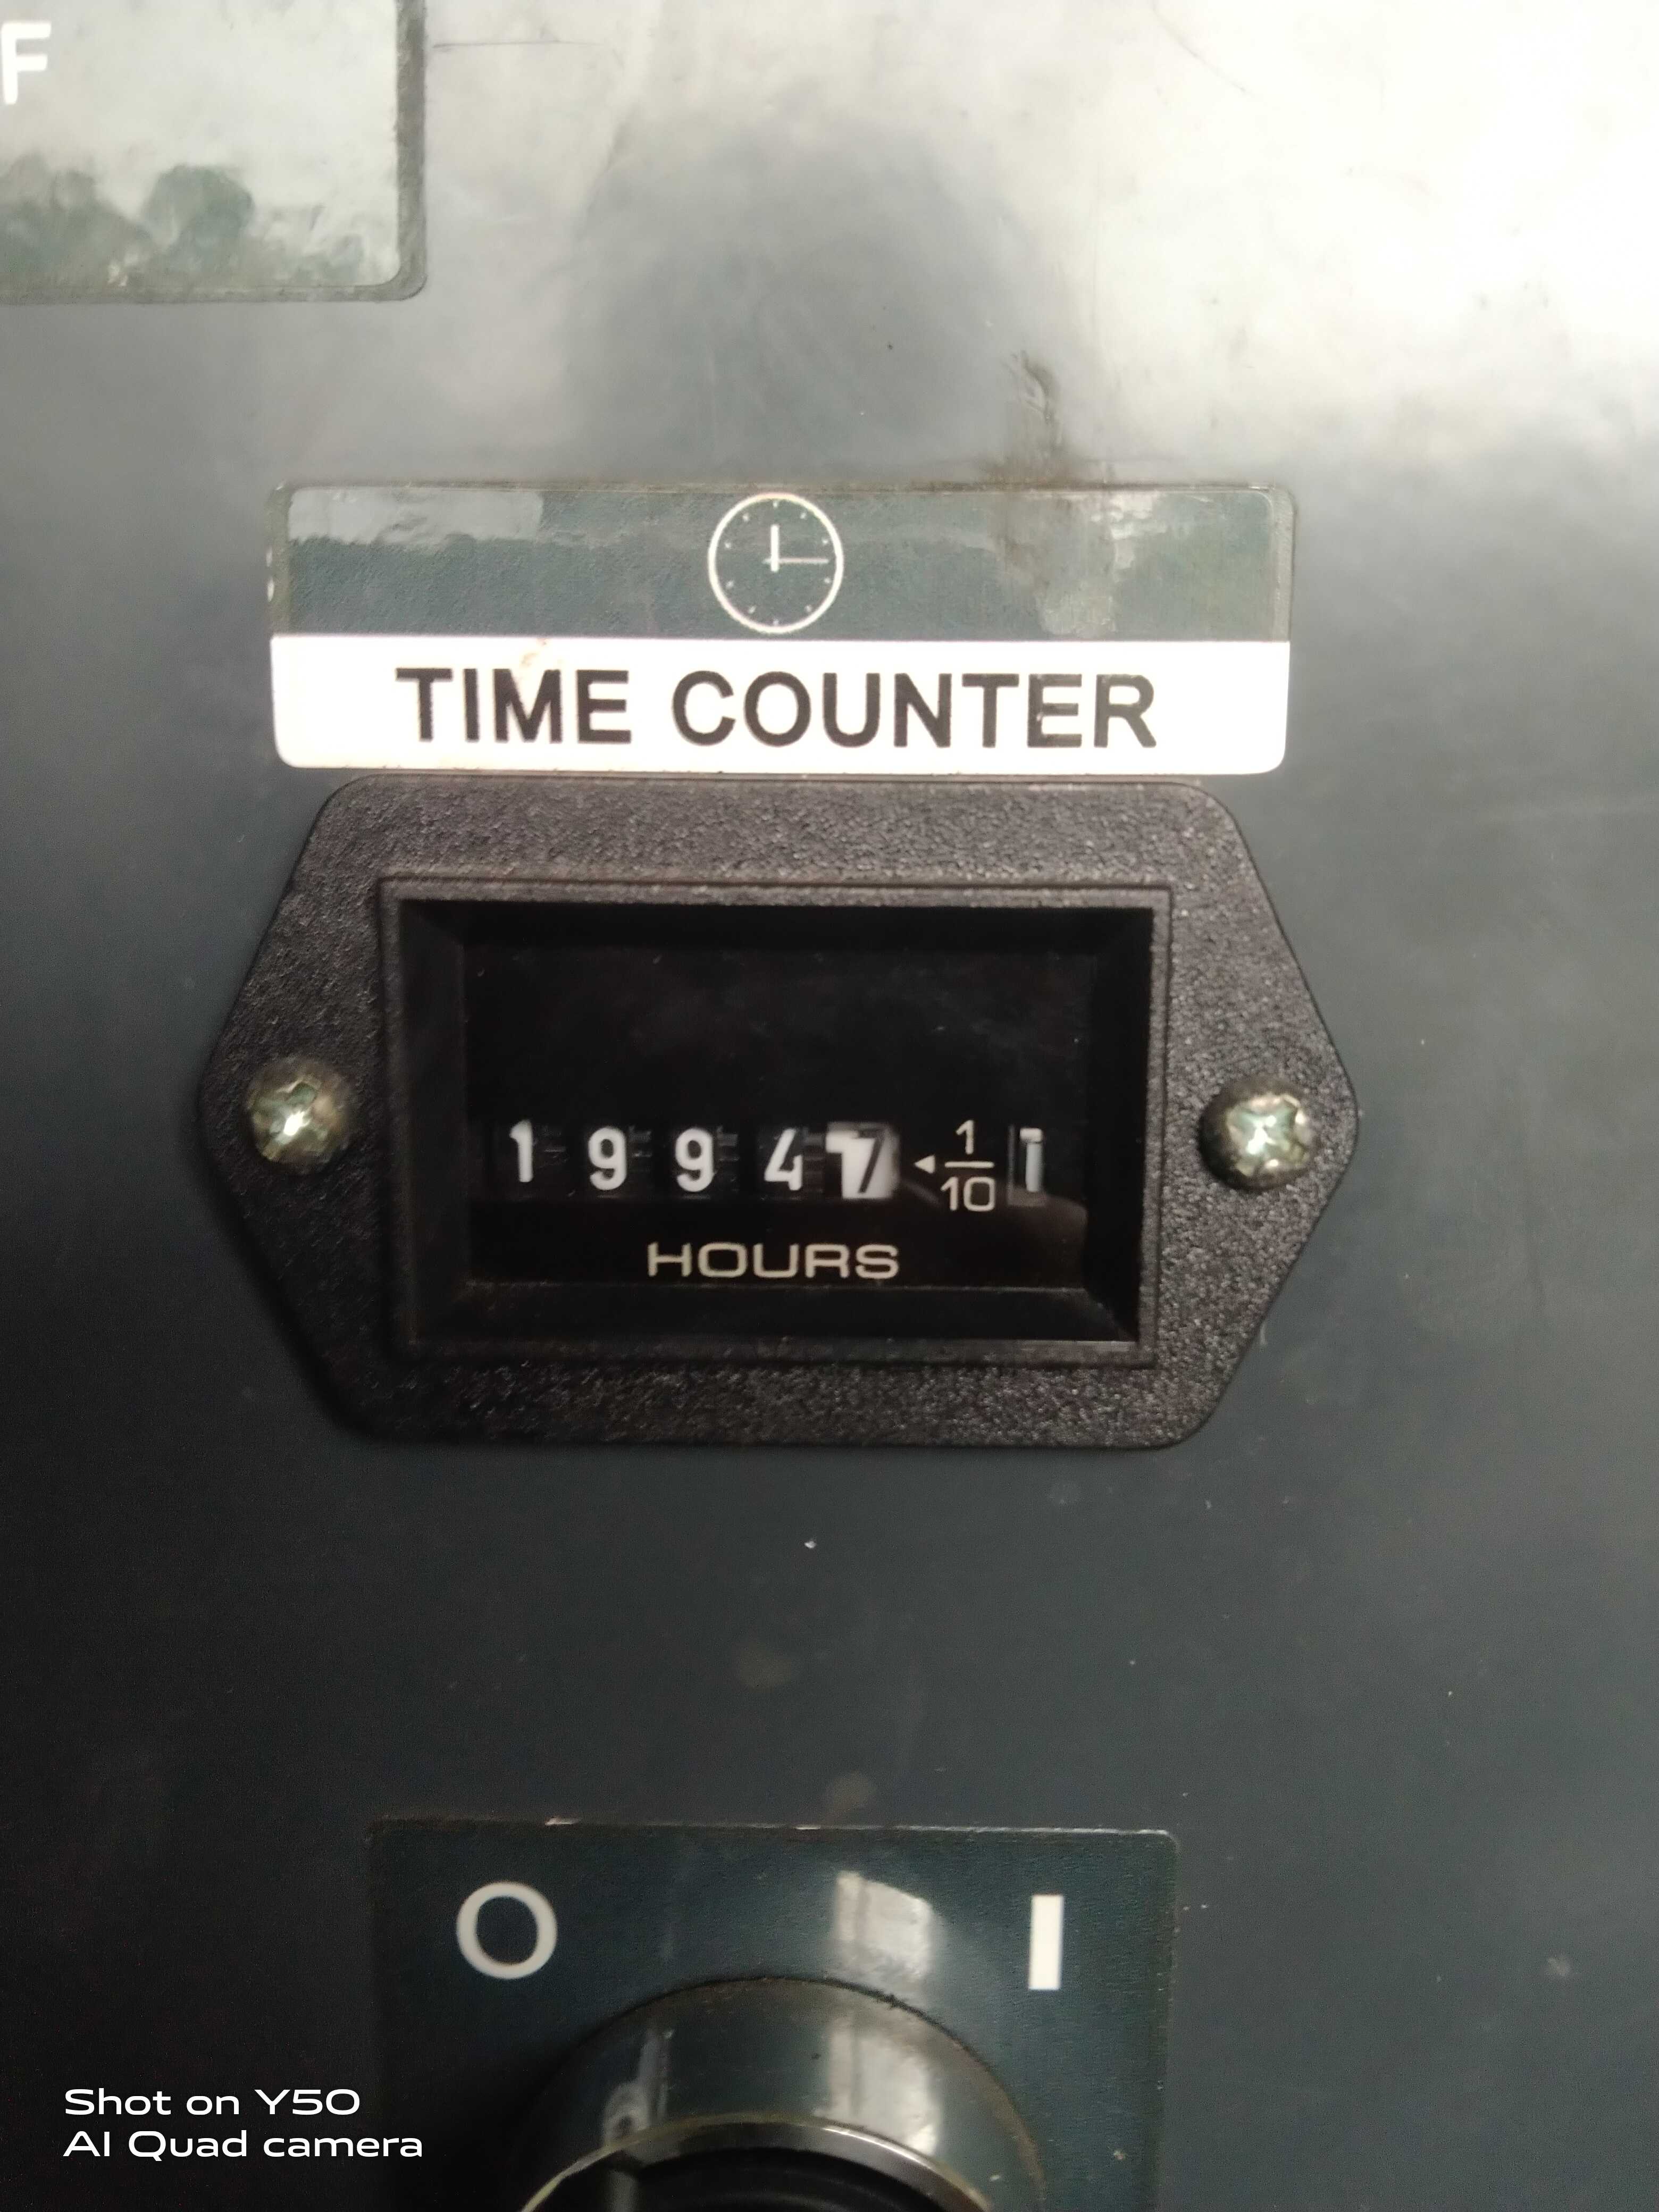 F
TIME COUNTER
1 9 9 4 7 ◂ 1/10 1
HOURS
O I
Shot on Y50
AI Quad camera